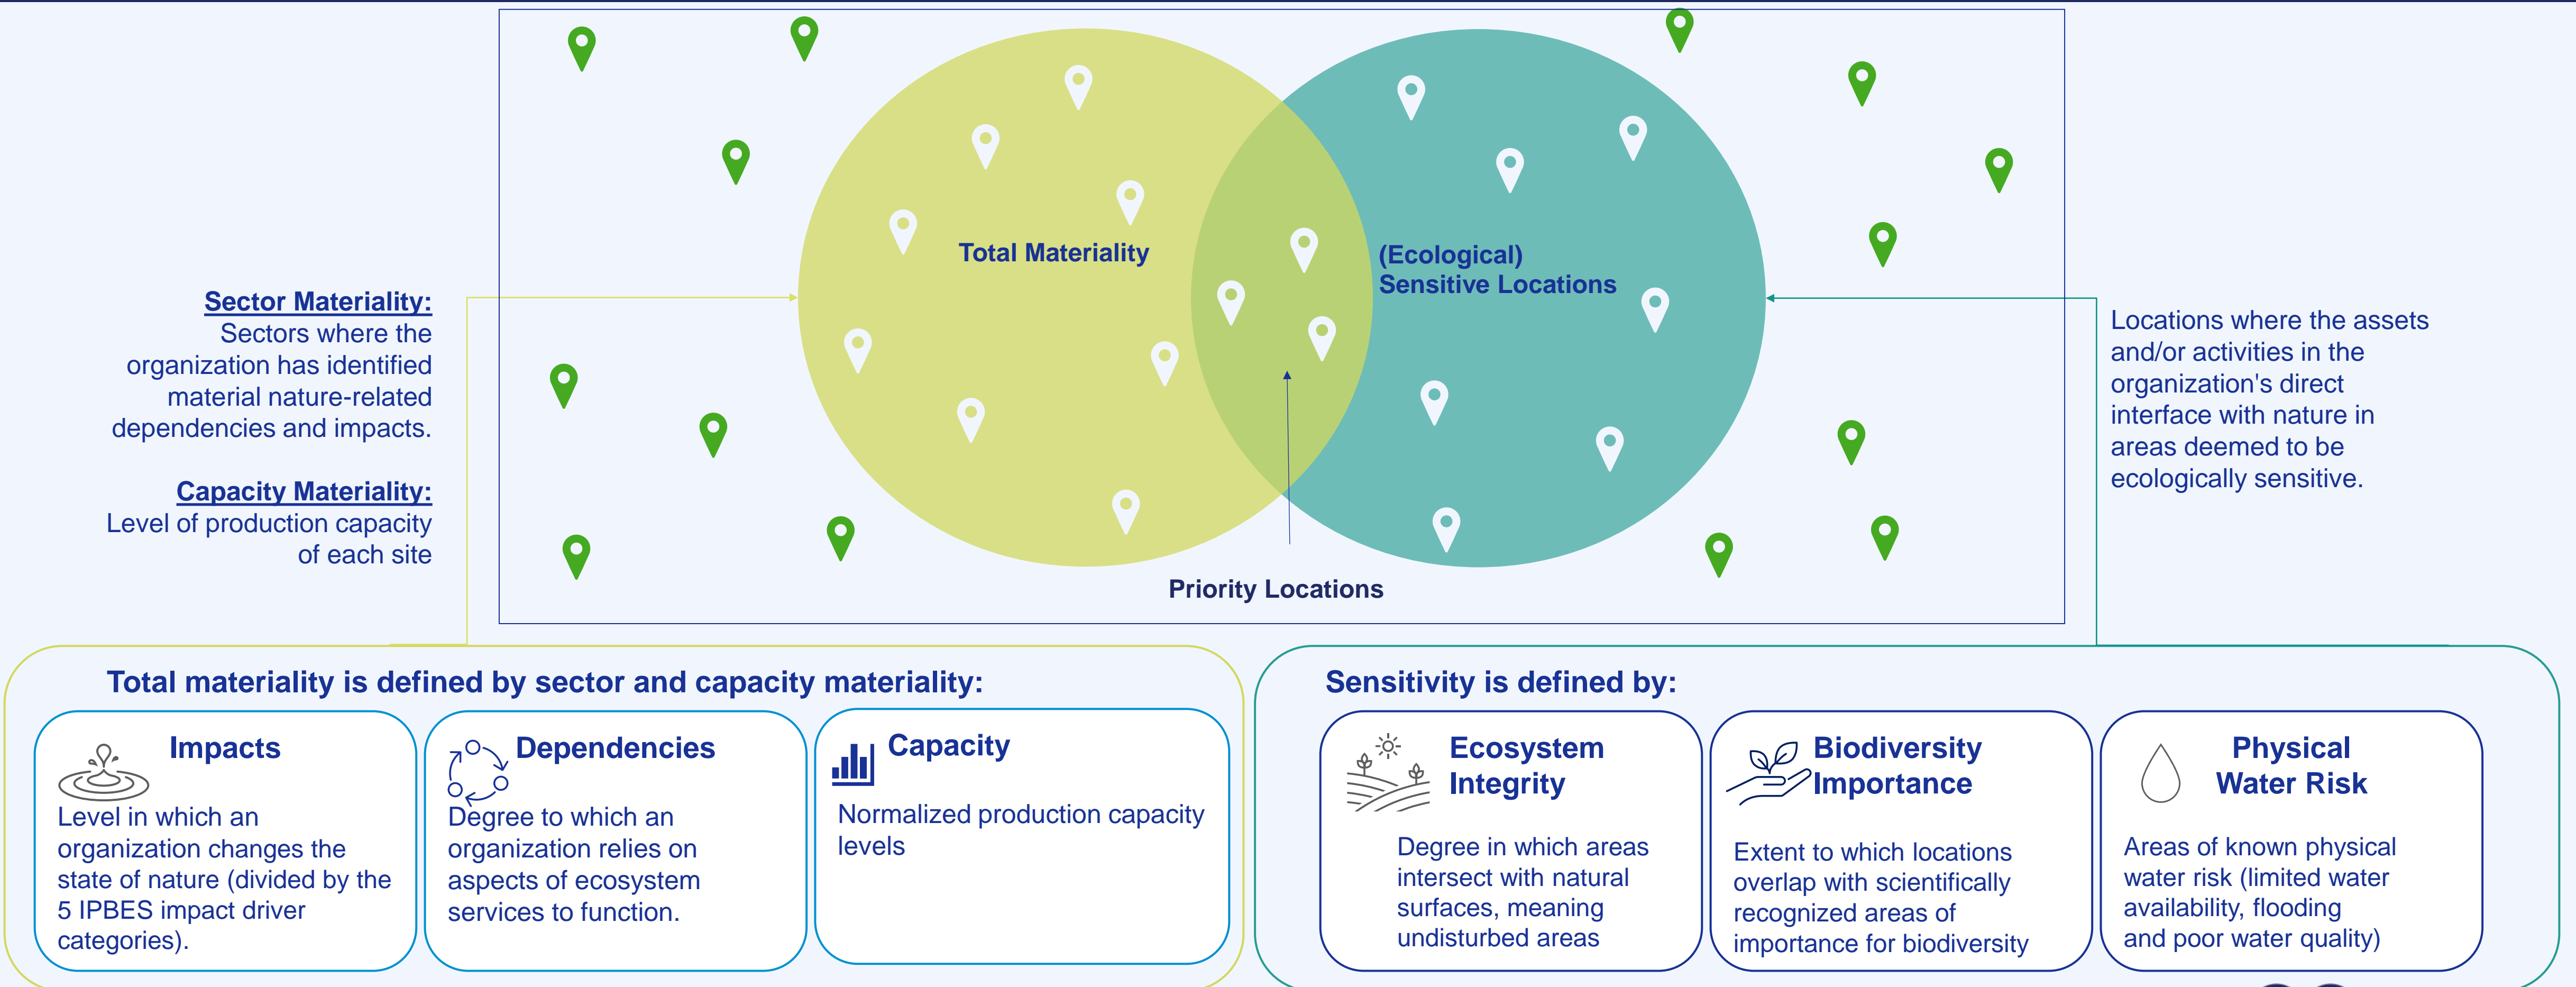 Total Materiality
(Ecological)
Sensitive Locations
Priority Locations
Sector Materiality:
Sectors where the
organization has identified
material nature-related
dependencies and impacts.
Capacity Materiality:
Level of production capacity
of each site
Locations where the assets
and/or activities in the
organization's direct
interface with nature in
areas deemed to be
ecologically sensitive.
Total materiality is defined by sector and capacity materiality:
Impacts
Level in which an
organization changes the
state of nature (divided by the
5 IPBES impact driver
categories).
Dependencies
Degree to which an
organization relies on
aspects of ecosystem
services to function.
Capacity
Normalized production capacity
levels
Sensitivity is defined by:
Ecosystem
Integrity
Degree in which areas
intersect with natural
surfaces, meaning
undisturbed areas
Biodiversity
Importance
Extent to which locations
overlap with scientifically
recognized areas of
importance for biodiversity
Physical
Water Risk
Areas of known physical
water risk (limited water
availability, flooding
and poor water quality)